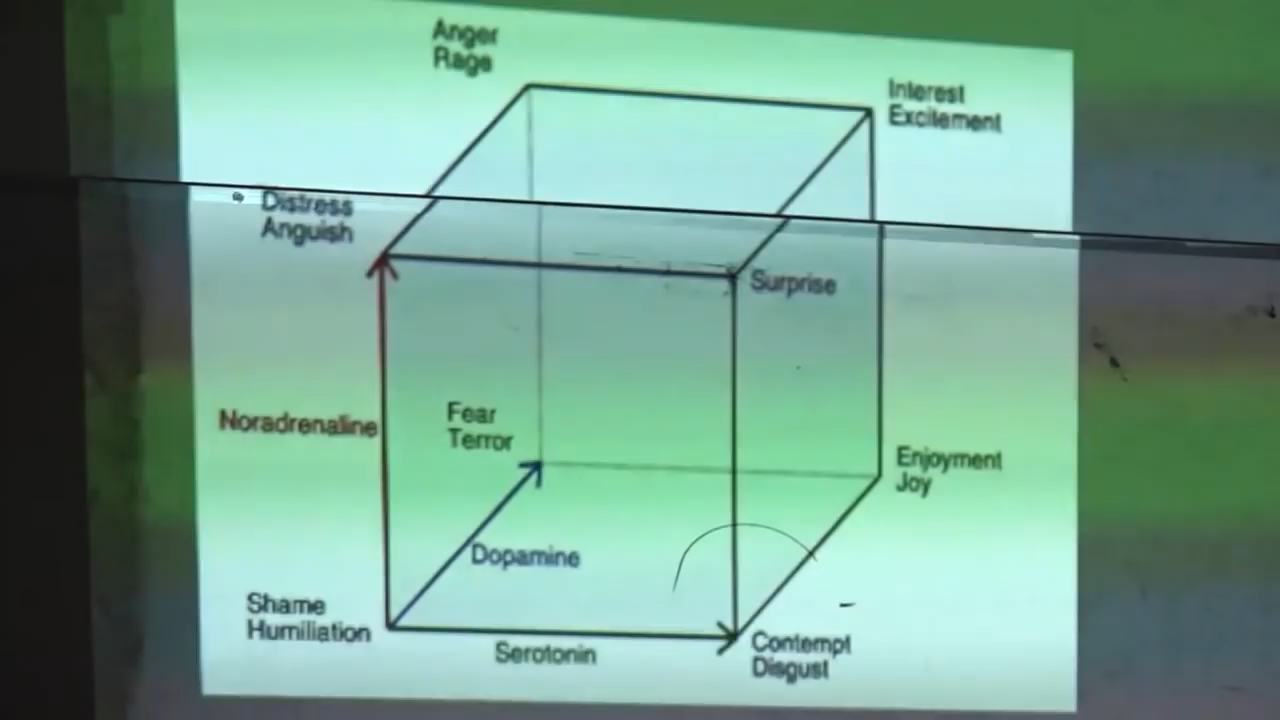 Anger
Rage
Interest
Excitement
Distress
Anguish
Surprise
Noradrenaline
Fear
Terror
Enjoyment
Joy
Dopamine
Shame
Humiliation
Serotonin
Contempt
Disgust